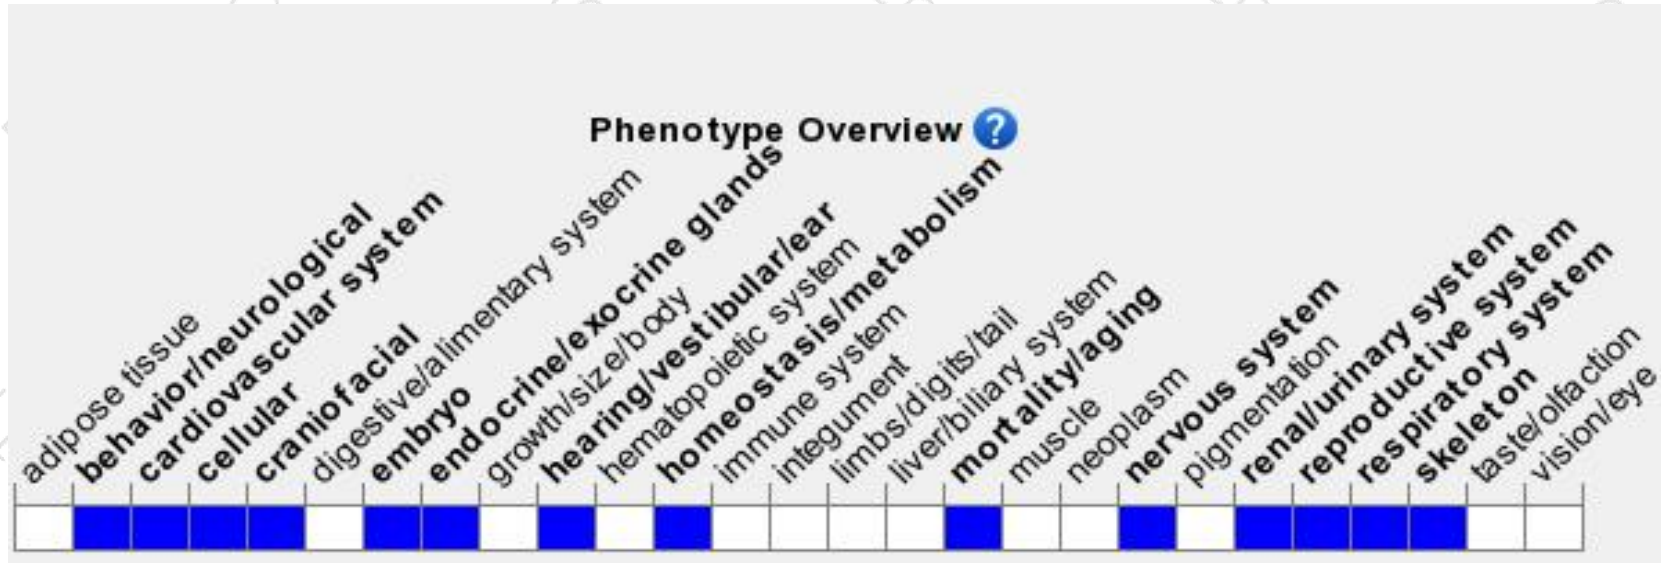 Phenotype Overview ?
adipose tissue
behavior/neurological
cardiovascular system
cellular
craniofacial
digestive/alimentary system
embryo
endocrine/exocrine glands
growth/size/body
hearing/vestibular/ear
hematopoietic system
homeostasis/metabolism
immune system
integument
limbs/digits/tail
liver/biliary system
mortality/aging
muscle
neoplasm
nervous system
pigmentation
renal/urinary system
reproductive system
respiratory system
skeleton
taste/olfaction
vision/eye